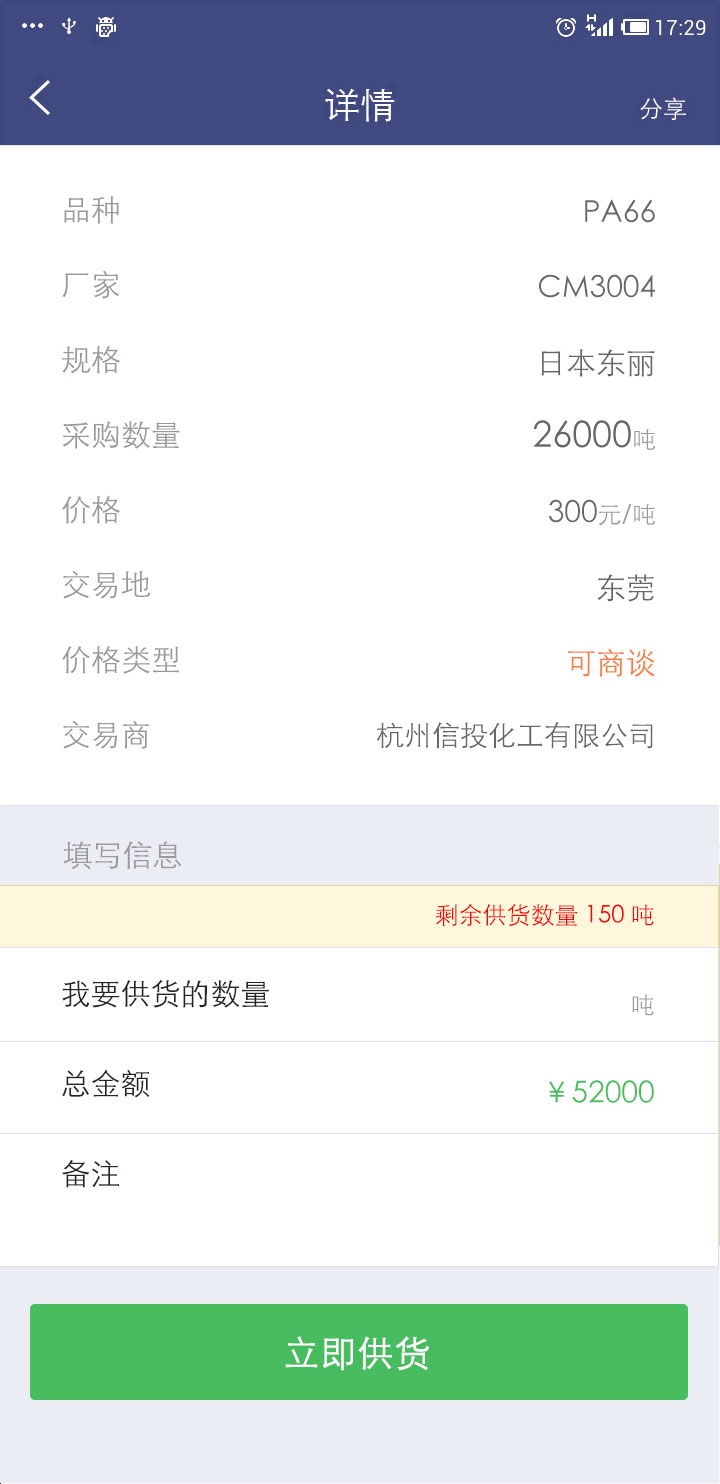 17:29
详情
分享
品种 PA66
厂家 CM3004
规格 日本东丽
采购数量 26000吨
价格 300元/吨
交易地 东莞
价格类型 可商谈
交易商 杭州信投化工有限公司
填写信息
剩余供货数量 150 吨
我要供货的数量 吨
总金额 ¥ 52000
备注
立即供货